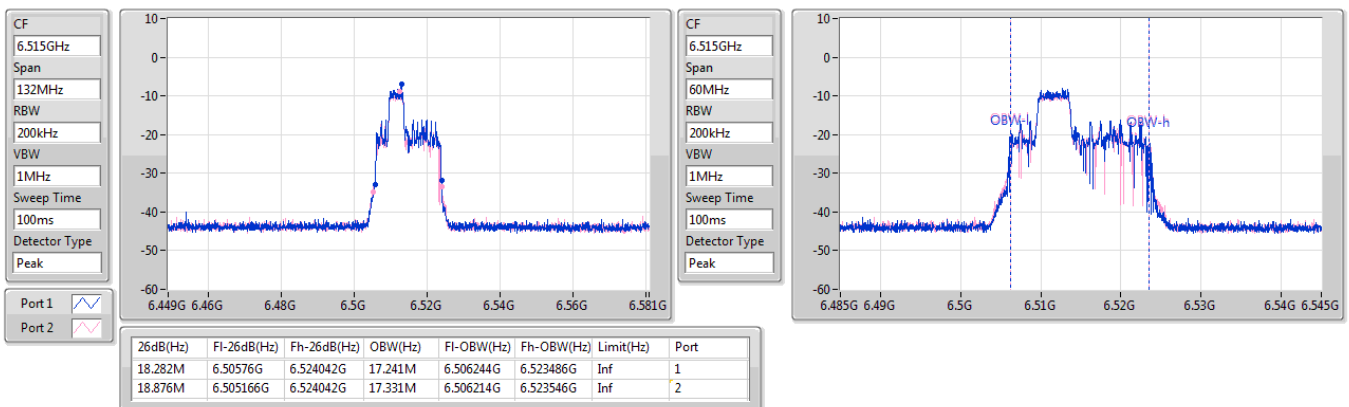 CF
6.515GHz
Span
132MHz
RBW
200kHz
VBW
1MHz
Sweep Time
100ms
Detector Type
Peak
Port 1
Port 2
10-
0-
-10-
-20-
-30-
-40-
-50-
-60-
6.449G 6.46G 6.48G 6.5G 6.52G 6.54G 6.56G 6.581G
CF
6.515GHz
Span
60MHz
RBW
200kHz
VBW
1MHz
Sweep Time
100ms
Detector Type
Peak
10-
0-
-10-
-20-
-30-
-40-
-50-
-60-
OBW-l OBW-h
6.485G 6.49G 6.5G 6.51G 6.52G 6.53G 6.54G 6.545G
26dB(Hz) Fl-26dB(Hz) Fh-26dB(Hz) OBW(Hz) Fl-OBW(Hz) Fh-OBW(Hz) Limit(Hz) Port
18.282M 6.50576G 6.524042G 17.241M 6.506244G 6.523486G Inf 1
18.876M 6.505166G 6.524042G 17.331M 6.506214G 6.523546G Inf 2